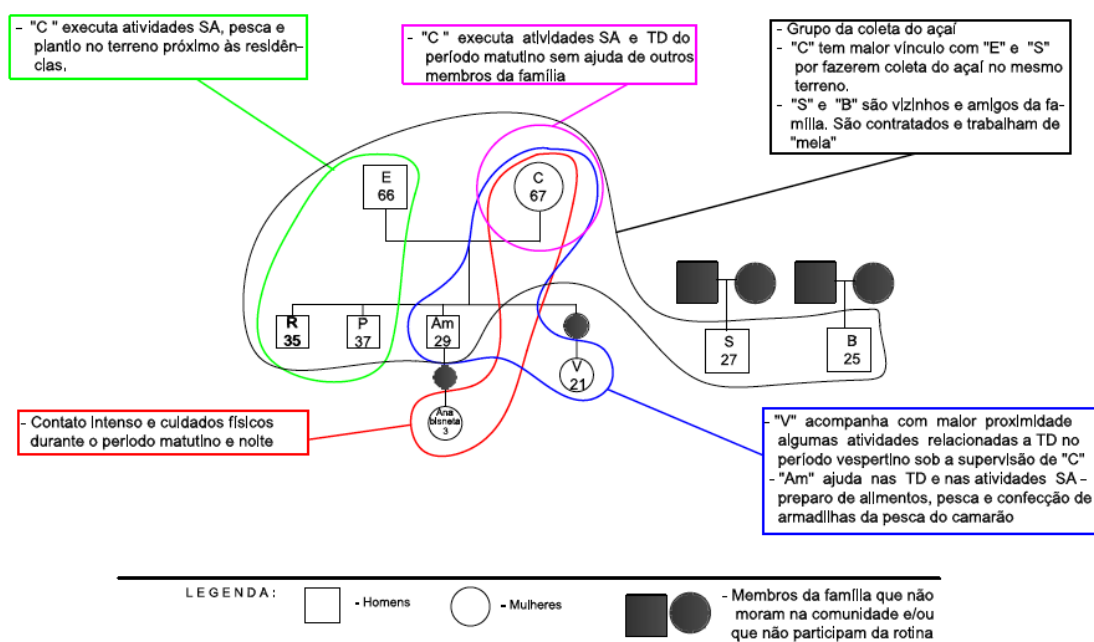 - "C" executa atividades SA, pesca e
plantio no terreno próximo às residên-
cias.
- "C " executa atividades SA e TD do
período matutino sem ajuda de outros
membros da família
- Grupo da coleta do açaí
- "C" tem maior vínculo com "E" e "S"
por fazerem coleta do açaí no mesmo
terreno.
- "S" e "B" são vizinhos e amigos da fa-
mília. São contratados e trabalham de
"meia"
E
66
C
67
R
35
P
37
Am
29
V
21
S
27
B
25
Ana
bisneta
3
- Contato intenso e cuidados físicos
durante o período matutino e noite
- "V" acompanha com maior proximidade
algumas atividades relacionadas a TD no
período vespertino sob a supervisão de "C"
- "Am" ajuda nas TD e nas atividades SA -
preparo de alimentos, pesca e confecção de
armadilhas da pesca do camarão
LEGENDA:
- Homens
- Mulheres
- Membros da família que não
moram na comunidade e/ou
que não participam da rotina